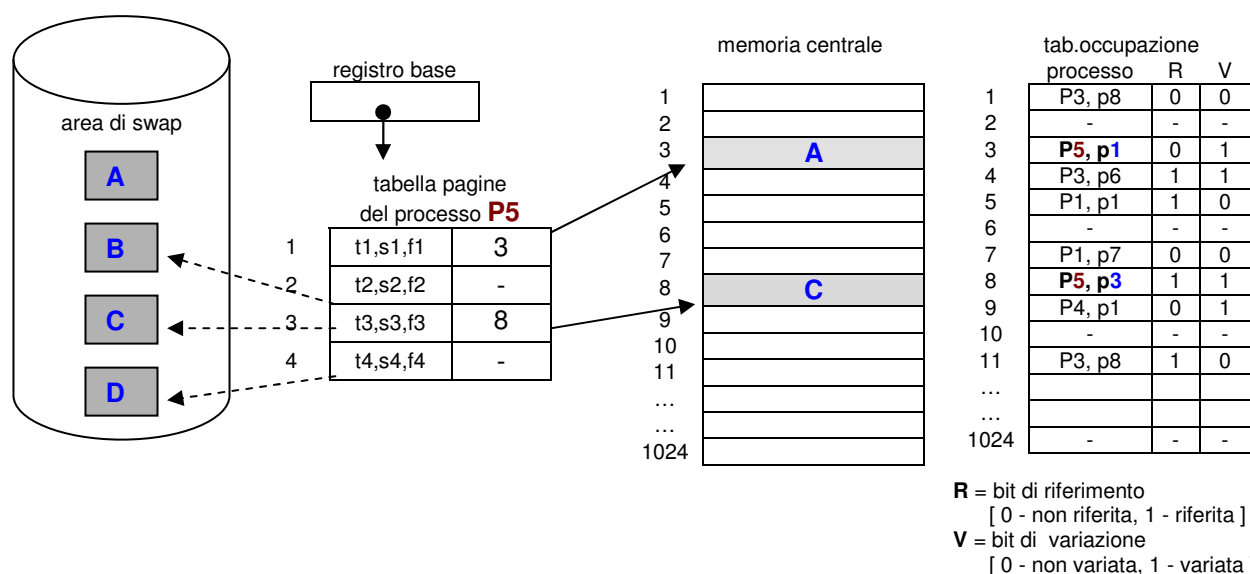 area di swap
A
B
C
D
registro base
tabella pagine
del processo P5
1 t1,s1,f1 3
2 t2,s2,f2 -
3 t3,s3,f3 8
4 t4,s4,f4 -
memoria centrale
1
2
3 A
4
5
6
7
8 C
9
10
11
…
…
1024
tab.occupazione
processo R V
1 P3, p8 0 0
2 - - -
3 P5, p1 0 1
4 P3, p6 1 1
5 P1, p1 1 0
6 - - -
7 P1, p7 0 0
8 P5, p3 1 1
9 P4, p1 0 1
10 - - -
11 P3, p8 1 0
…
…
1024 - - -
R = bit di riferimento
[ 0 - non riferita, 1 - riferita ]
V = bit di variazione
[ 0 - non variata, 1 - variata